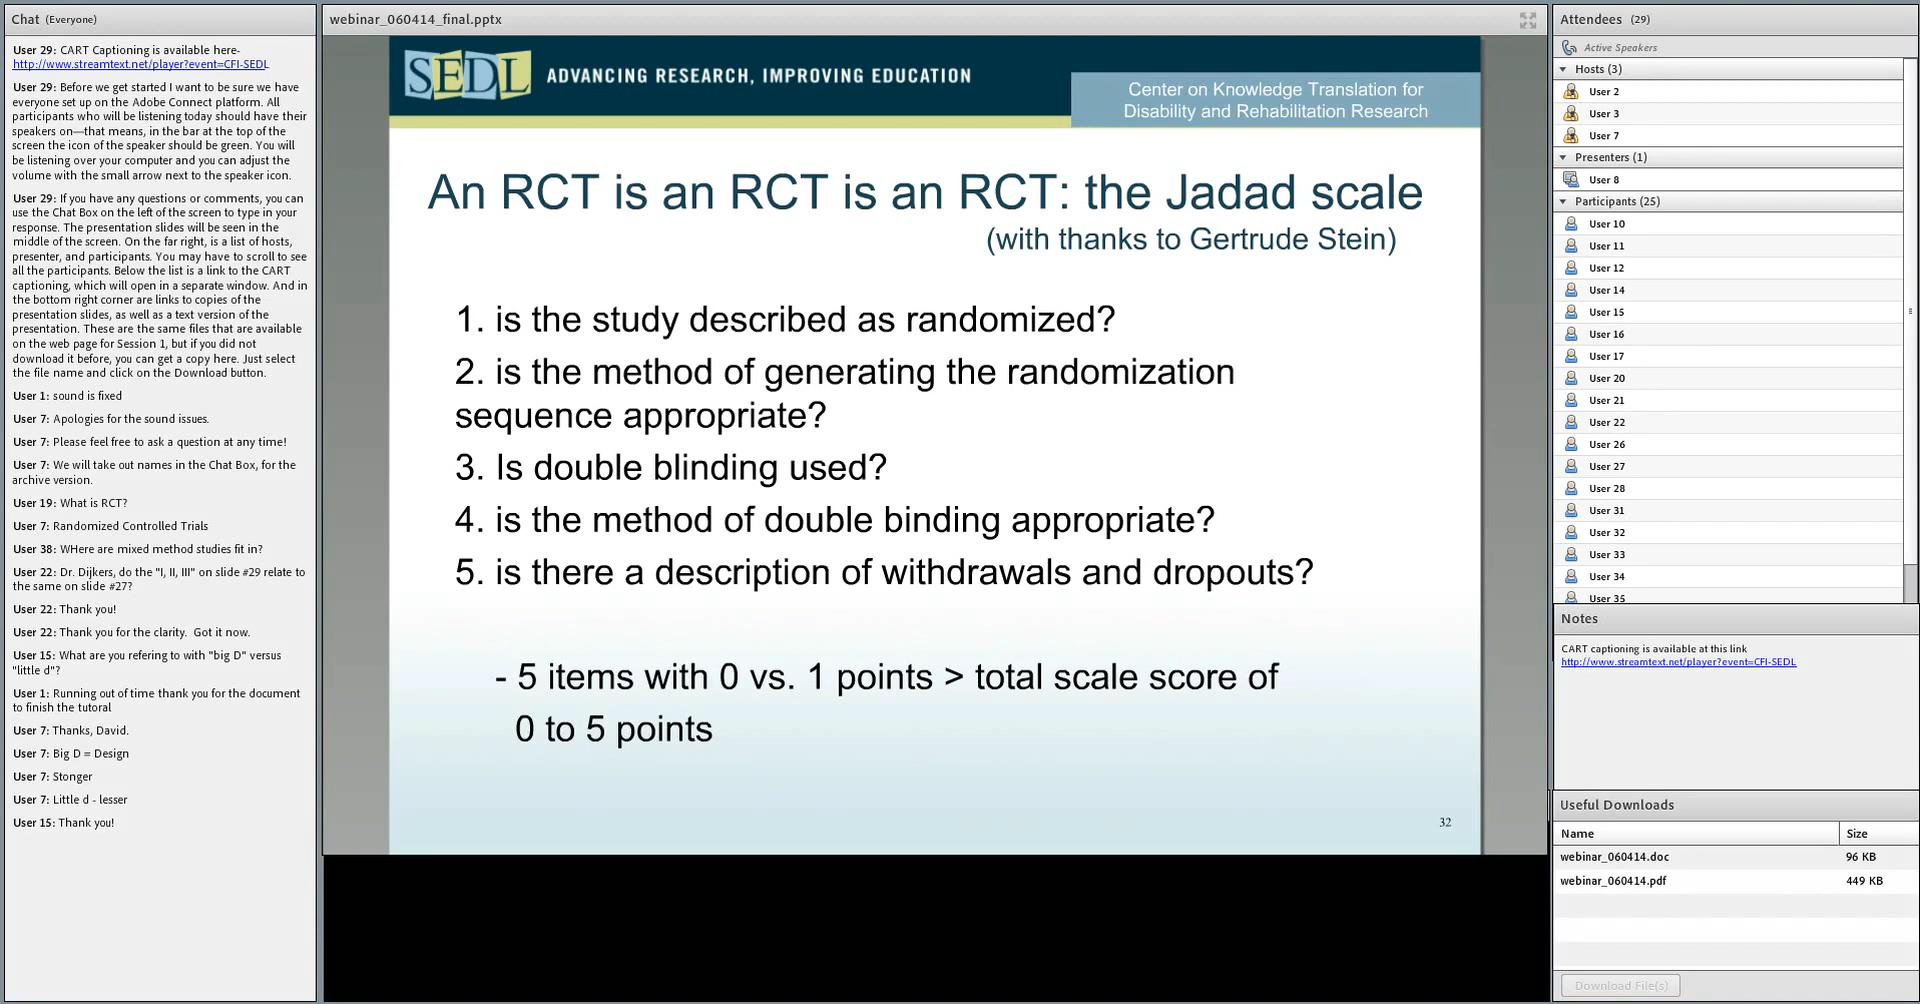 Chat (Everyone)
User 29: CART Captioning is available here-
http://www.streamtext.net/player?event=CFI-SEDL
User 29: Before we get started I want to be sure we have
everyone set up on the Adobe Connect platform. All
participants who will be listening today should have their
speakers on—that means, in the bar at the top of the
screen the icon of the speaker should be green. You will
be listening over your computer and you can adjust the
volume with the small arrow next to the speaker icon.
User 29: If you have any questions or comments, you can
use the Chat Box on the left of the screen to type in your
response. The presentation slides will be seen in the
middle of the screen. On the far right, is a list of hosts,
presenter, and participants. You may have to scroll to see
all the participants. Below the list is a link to the CART
captioning, which will open in a separate window. And in
the bottom right corner are links to copies of the
presentation slides, as well as a text version of the
presentation. These are the same files that are available
on the web page for Session 1, but if you did not
download it before, you can get a copy here. Just select
the file name and click on the Download button.
User 1: sound is fixed
User 7: Apologies for the sound issues.
User 7: Please feel free to ask a question at any time!
User 7: We will take out names in the Chat Box, for the
archive version.
User 19: What is RCT?
User 7: Randomized Controlled Trials
User 38: WHere are mixed method studies fit in?
User 22: Dr. Dijkers, do the "I, II, III" on slide #29 relate to
the same on slide #27?
User 22: Thank you!
User 22: Thank you for the clarity. Got it now.
User 15: What are you refering to with "big D" versus
"little d"?
User 1: Running out of time thank you for the document
to finish the tutoral
User 7: Thanks, David.
User 7: Big D = Design
User 7: Stonger
User 7: Little d - lesser
User 15: Thank you!
webinar_060414_final.pptx
SEDL ADVANCING RESEARCH, IMPROVING EDUCATION
Center on Knowledge Translation for
Disability and Rehabilitation Research
An RCT is an RCT is an RCT: the Jadad scale
(with thanks to Gertrude Stein)
1. is the study described as randomized?
2. is the method of generating the randomization
sequence appropriate?
3. Is double blinding used?
4. is the method of double binding appropriate?
5. is there a description of withdrawals and dropouts?
- 5 items with 0 vs. 1 points > total scale score of
0 to 5 points
32
Attendees (29)
Active Speakers
Hosts (3)
User 2
User 3
User 7
Presenters (1)
User 8
Participants (25)
User 10
User 11
User 12
User 14
User 15
User 16
User 17
User 20
User 21
User 22
User 26
User 27
User 28
User 31
User 32
User 33
User 34
User 35
Notes
CART captioning is available at this link
http://www.streamtext.net/player?event=CFI-SEDL
Useful Downloads
Name Size
webinar_060414.doc 96 KB
webinar_060414.pdf 449 KB
Download File(s)